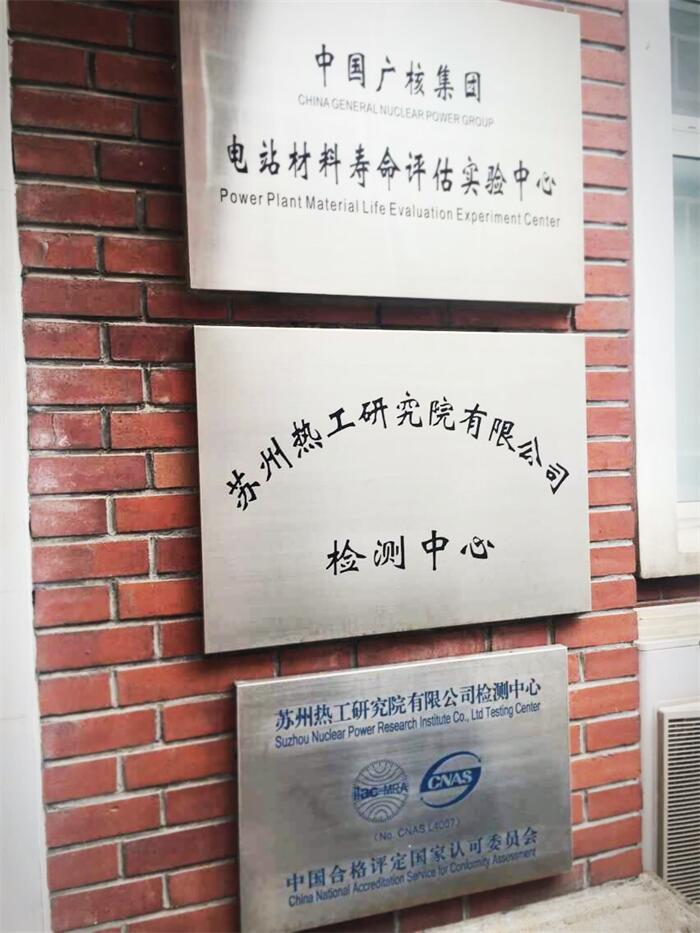 中国广核集团
CHINA GENERAL NUCLEAR POWER GROUP
电站材料寿命评估实验中心
Power Plant Material Life Evaluation Experiment Center
苏州热工研究院有限公司
检测中心
苏州热工研究院有限公司检测中心
Suzhou Nuclear Power Research Institute Co., Ltd Testing Center
ilac-MRA
CNAS
(No. CNAS L4007)
中国合格评定国家认可委员会
China National Accreditation Service for Conformity Assessment